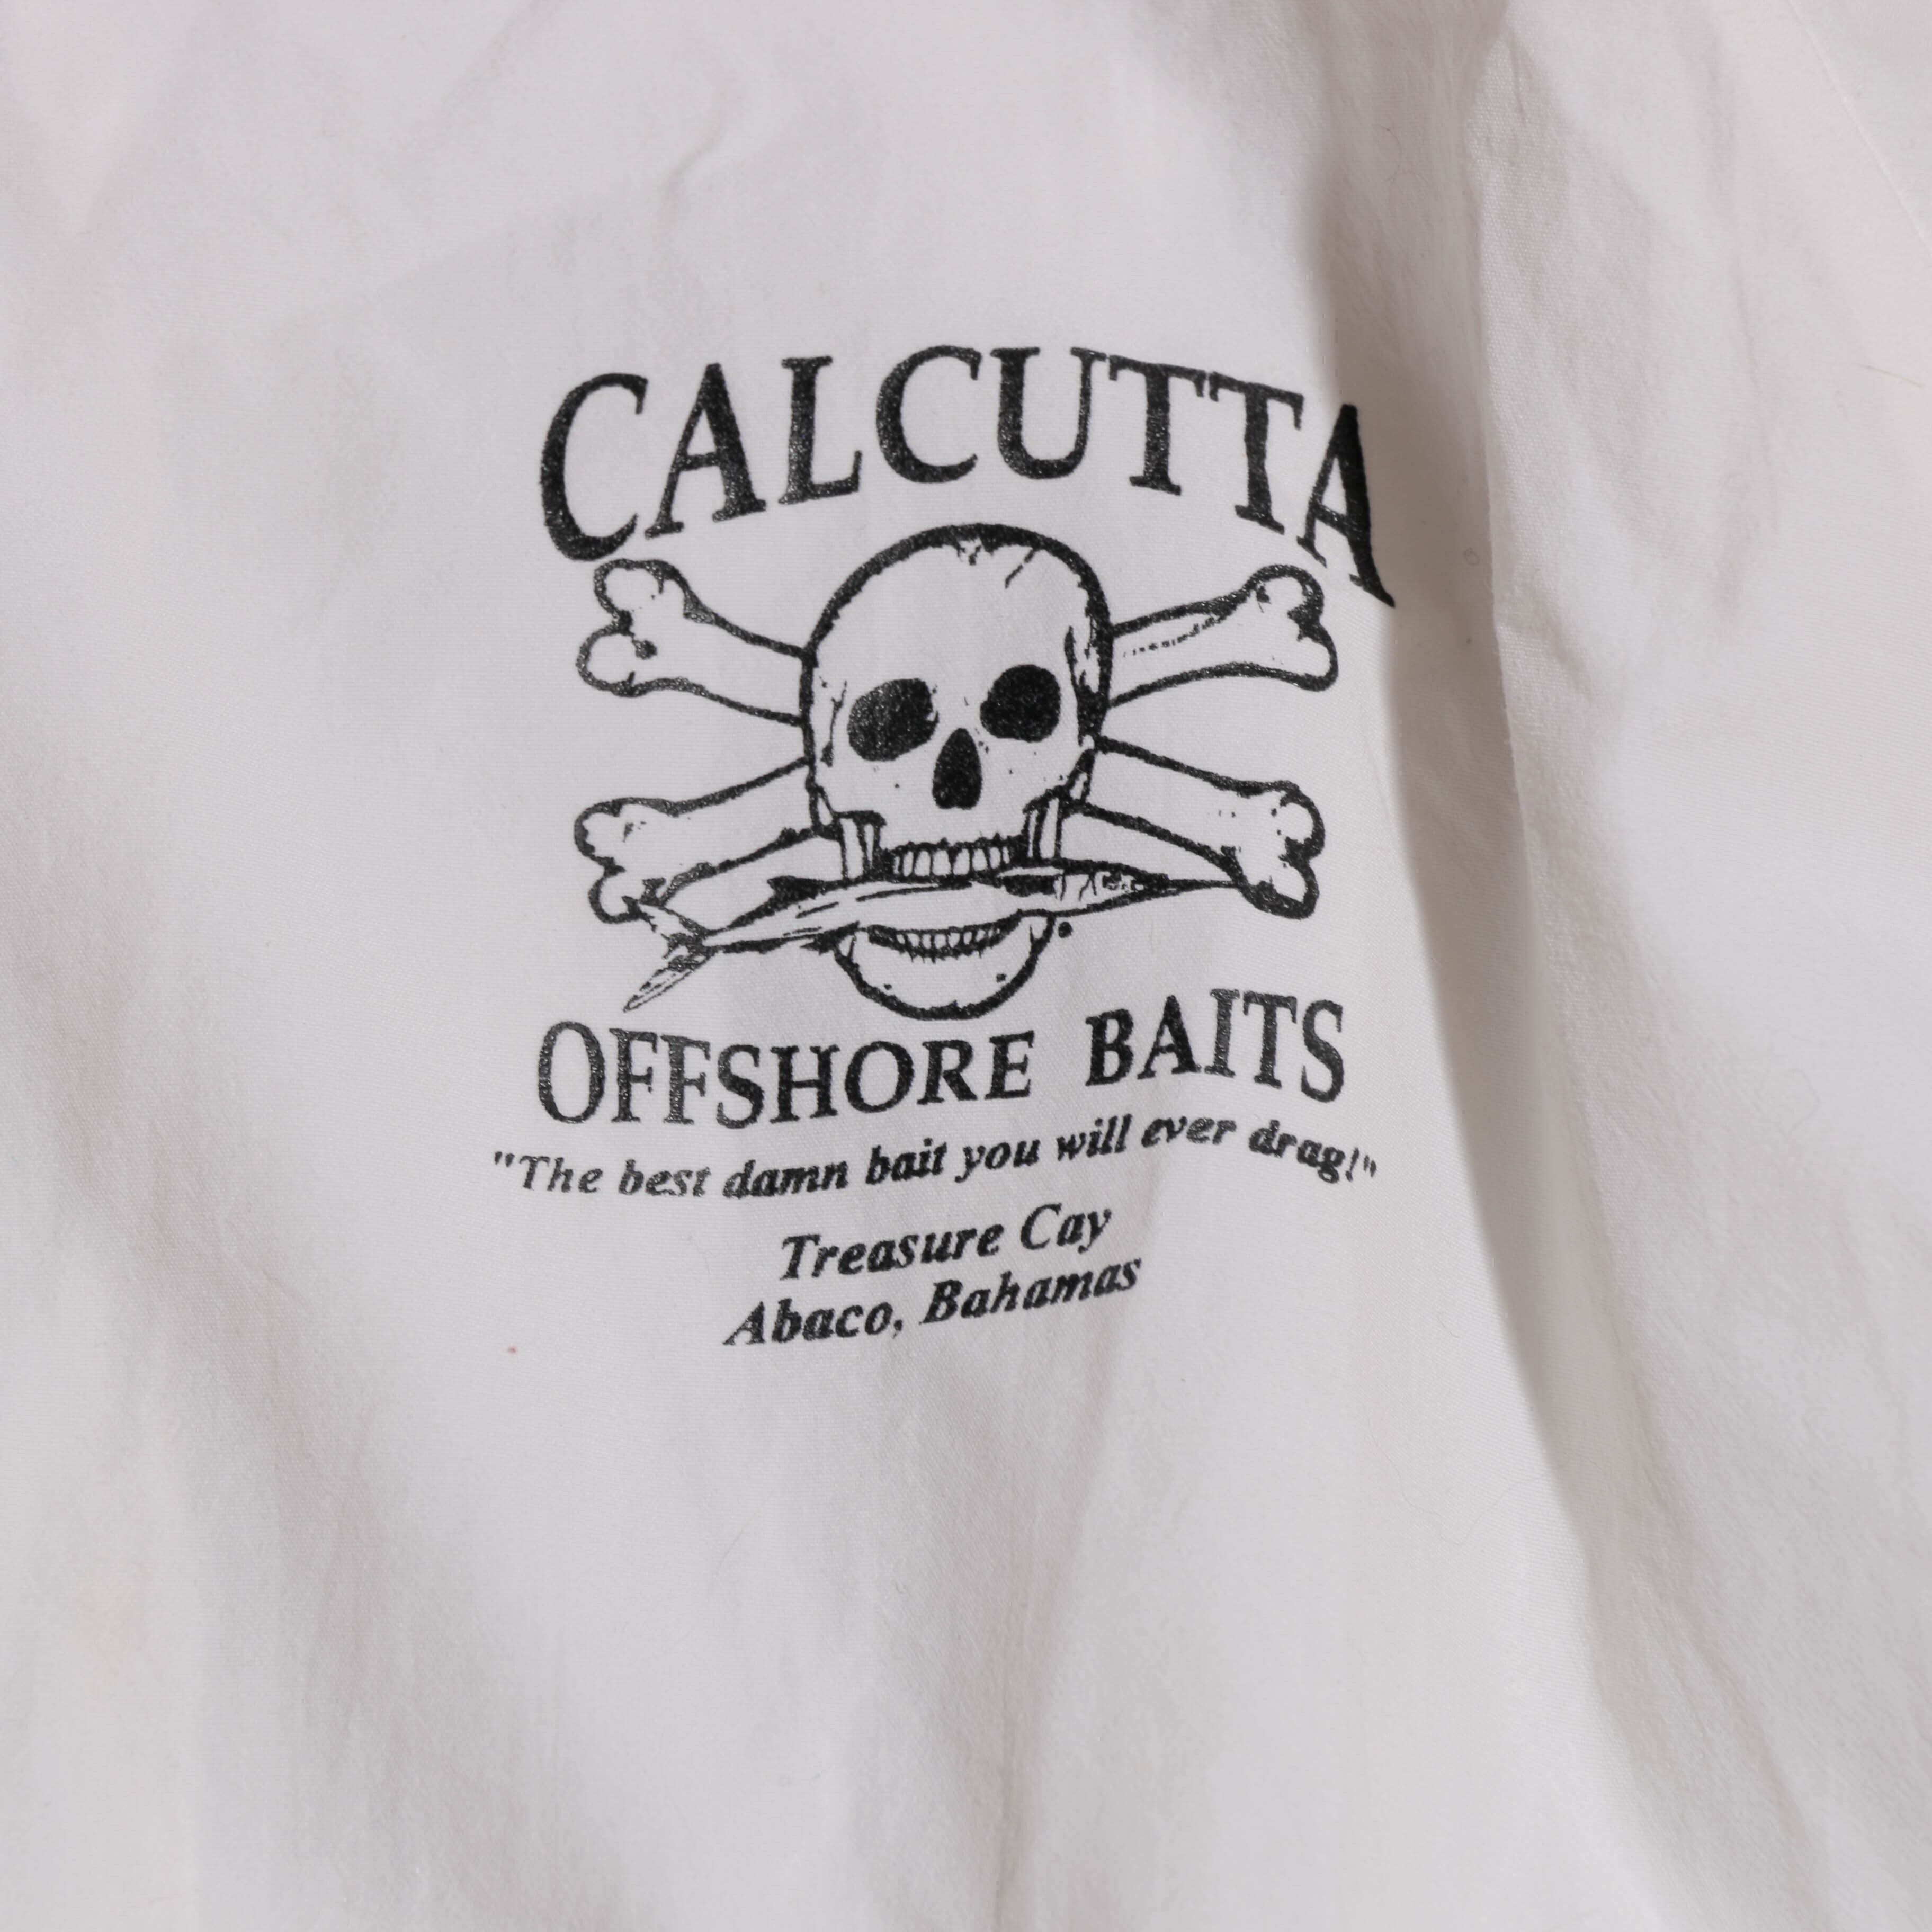 CALCUTTA
OFFSHORE BAITS
"The best damn bait you will ever drag!"
Treasure Cay
Abaco, Bahamas